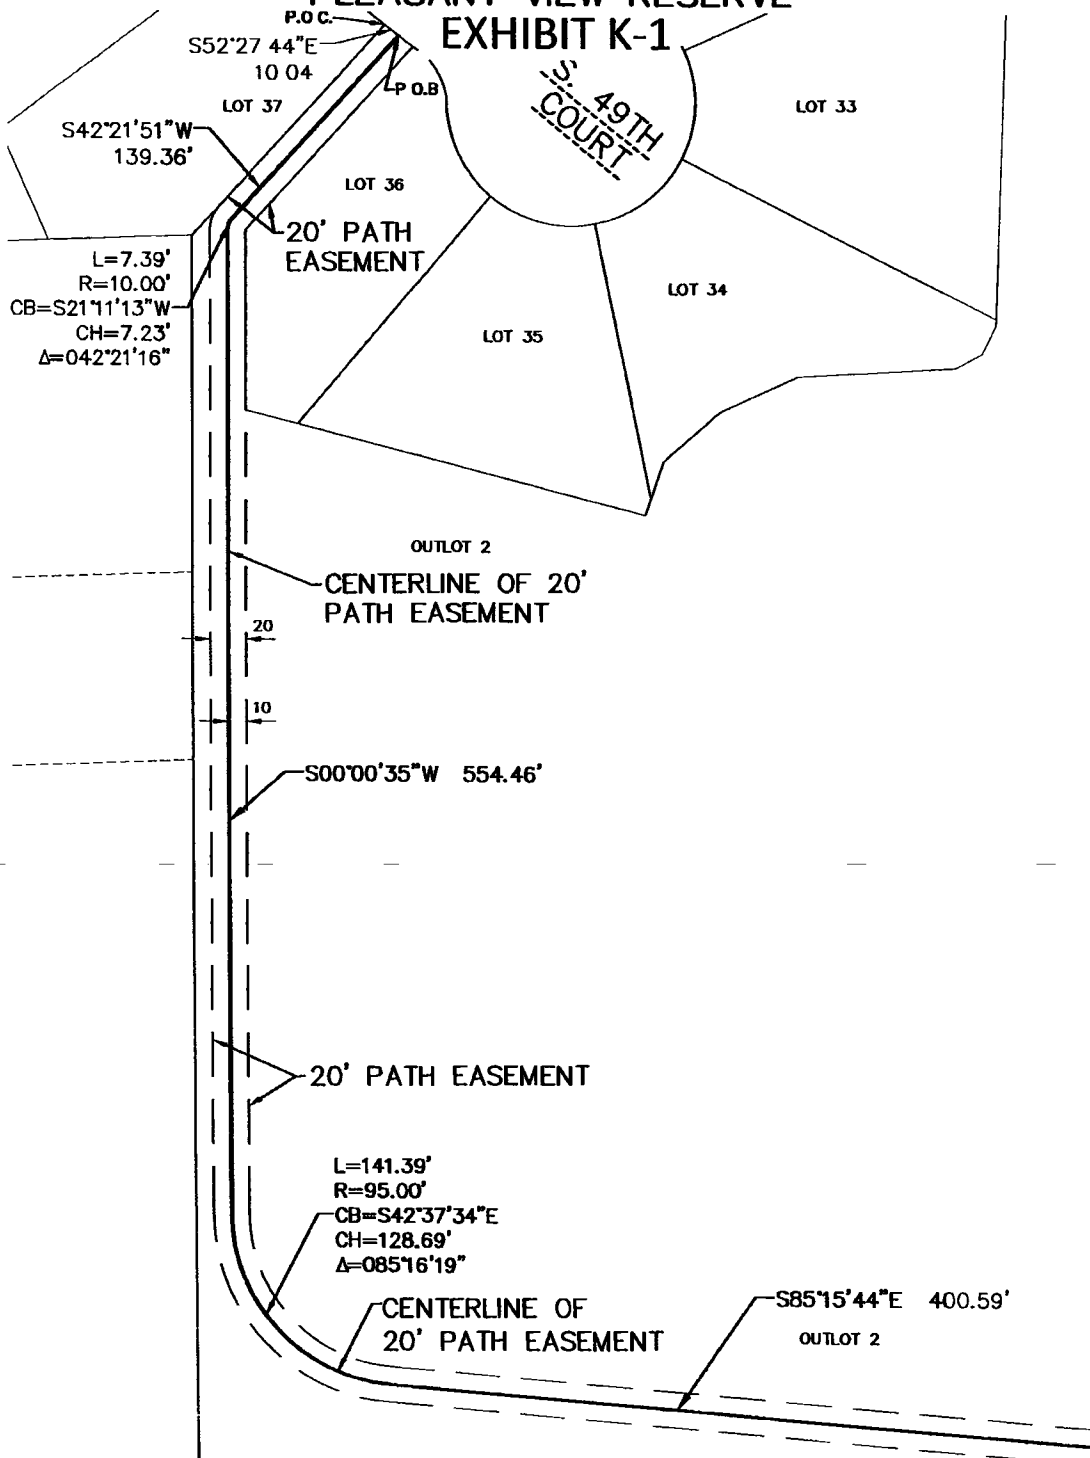 PLEASANT VIEW RESERVE
EXHIBIT K-1
P.O.C.
S52°27 44"E
10 04
P O.B
LOT 37
S42°21'51"W
139.36'
S. 49TH
COURT
LOT 33
LOT 36
20' PATH
EASEMENT
L=7.39'
R=10.00'
CB=S21°11'13"W
CH=7.23'
Δ=042°21'16"
LOT 34
LOT 35
OUTLOT 2
CENTERLINE OF 20'
PATH EASEMENT
20
10
S00°00'35"W 554.46'
20' PATH EASEMENT
L=141.39'
R=95.00'
CB=S42°37'34"E
CH=128.69'
Δ=085°16'19"
CENTERLINE OF
20' PATH EASEMENT
S85°15'44"E 400.59'
OUTLOT 2